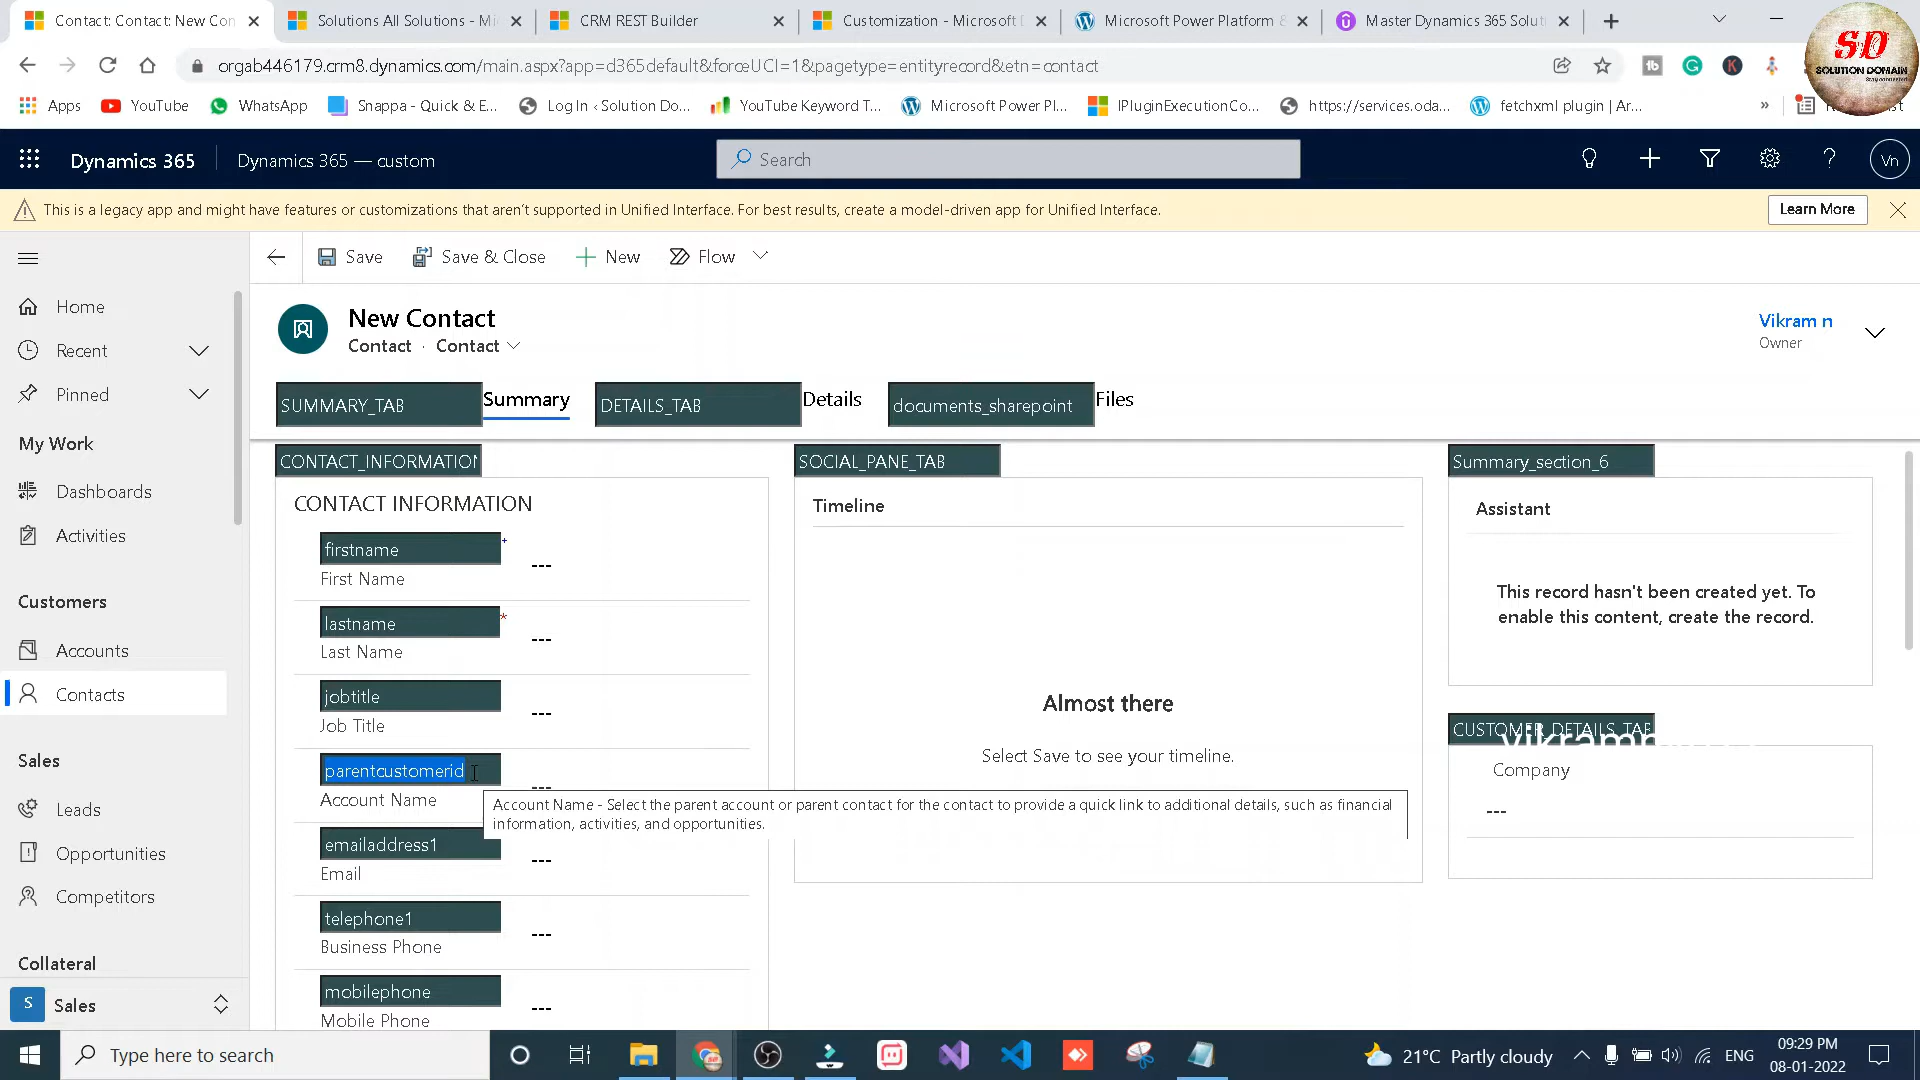 Contact: Contact: New Con
Solutions All Solutions - Mi
CRM REST Builder
Customization - Microsoft D
Microsoft Power Platform &
Master Dynamics 365 Soluti
SD
SOLUTION DOMAIN
orgab446179.crm8.dynamics.com/main.aspx?app=d365default&forceUCI=1&pagetype=entityrecord&etn=contact
Apps
YouTube
WhatsApp
Snappa - Quick & E...
Log In ‹ Solution Do...
YouTube Keyword T...
Microsoft Power Pl...
IPluginExecutionCo...
https://services.oda...
fetchxml plugin | Ar...
»
Dynamics 365
Dynamics 365 — custom
Search
Vn
This is a legacy app and might have features or customizations that aren't supported in Unified Interface. For best results, create a model-driven app for Unified Interface.
Learn More
Save
Save & Close
New
Flow
Home
Recent
Pinned
My Work
Dashboards
Activities
Customers
Accounts
Contacts
Sales
Leads
Opportunities
Competitors
Collateral
S Sales
New Contact
Contact · Contact
Vikram n
Owner
SUMMARY_TAB Summary
DETAILS_TAB Details
documents_sharepoint Files
CONTACT_INFORMATION
CONTACT INFORMATION
firstname + ---
First Name
lastname * ---
Last Name
jobtitle ---
Job Title
parentcustomerid ---
Account Name
Account Name - Select the parent account or parent contact for the contact to provide a quick link to additional details, such as financial
information, activities, and opportunities.
emailaddress1 ---
Email
telephone1 ---
Business Phone
mobilephone ---
Mobile Phone
SOCIAL_PANE_TAB
Timeline
Almost there
Select Save to see your timeline.
Summary_section_6
Assistant
This record hasn't been created yet. To
enable this content, create the record.
CUSTOMER_DETAILS_TAB
Company
---
Type here to search
21°C Partly cloudy
ENG
09:29 PM
08-01-2022